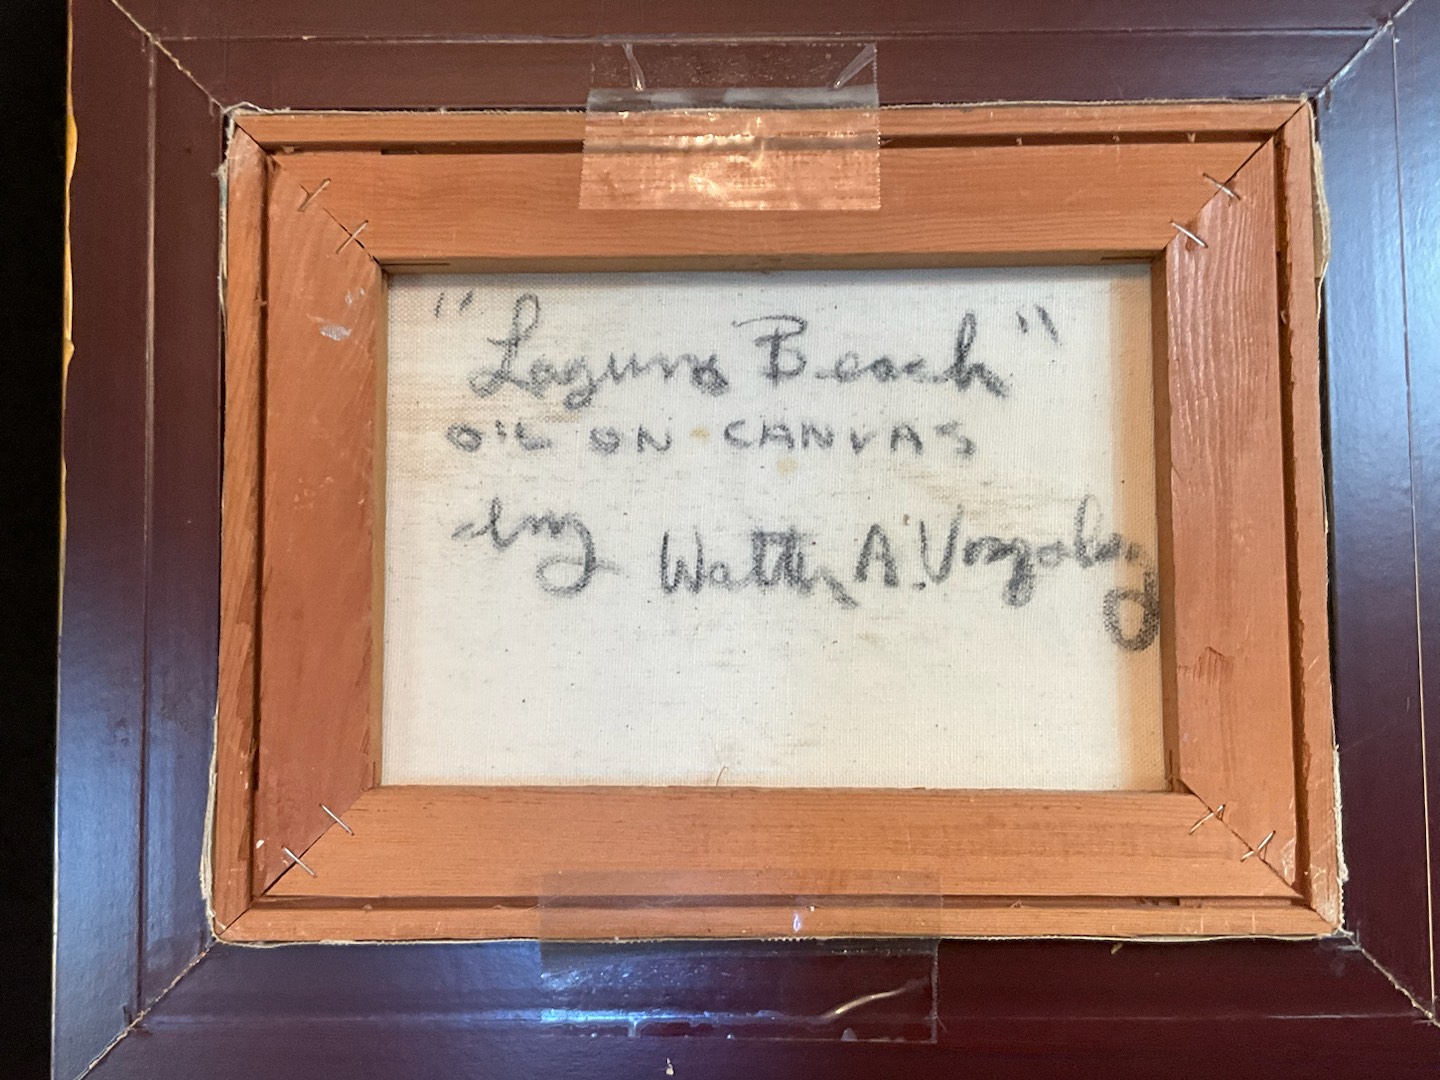 "Laguna Beach"
OIL ON CANVAS
by Walter A.